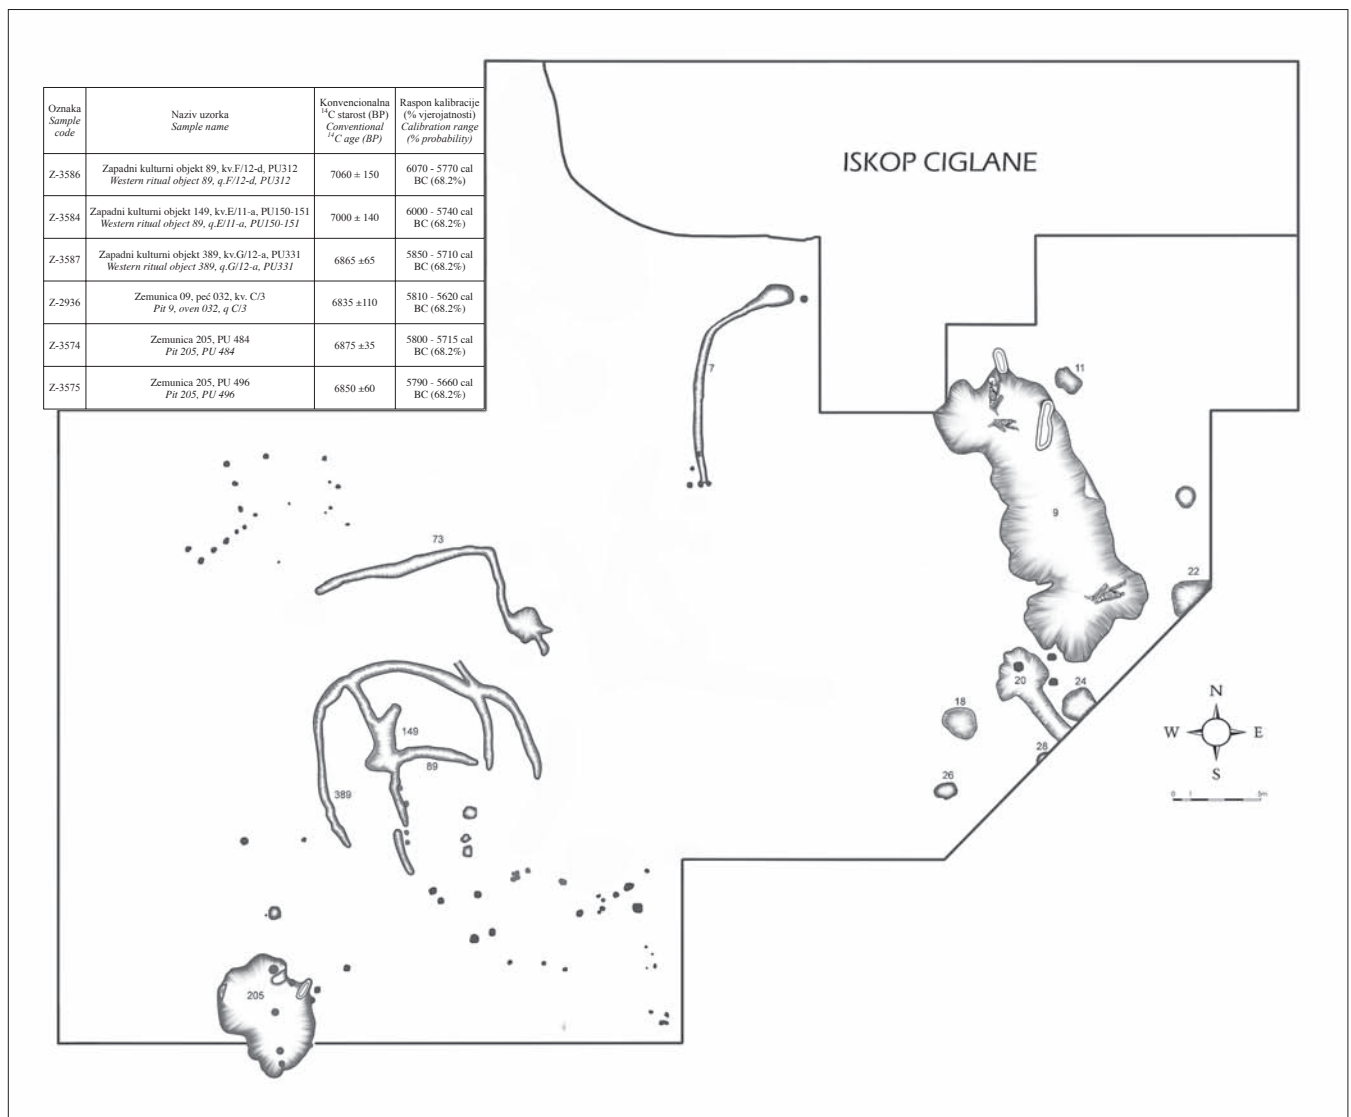 Oznaka
Sample
code
Naziv uzorka
Sample name
Konvencionalna
14C starost (BP)
Conventional
14C age (BP)
Raspon kalibracije
(% vjerojatnosti)
Calibration range
(% probability)
Z-3586
Zapadni kulturni objekt 89, kv.F/12-d, PU312
Western ritual object 89, q.F/12-d, PU312
7060 ± 150
6070 - 5770 cal
BC (68.2%)
Z-3584
Zapadni kulturni objekt 149, kv.E/11-a, PU150-151
Western ritual object 89, q.E/11-a, PU150-151
7000 ± 140
6000 - 5740 cal
BC (68.2%)
Z-3587
Zapadni kulturni objekt 389, kv.G/12-a, PU331
Western ritual object 389, q.G/12-a, PU331
6865 ±65
5850 - 5710 cal
BC (68.2%)
Z-2936
Zemunica 09, peć 032, kv. C/3
Pit 9, oven 032, q C/3
6835 ±110
5810 - 5620 cal
BC (68.2%)
Z-3574
Zemunica 205, PU 484
Pit 205, PU 484
6875 ±35
5800 - 5715 cal
BC (68.2%)
Z-3575
Zemunica 205, PU 496
Pit 205, PU 496
6850 ±60
5790 - 5660 cal
BC (68.2%)
ISKOP CIGLANE
7
11
9
73
22
20
24
18
28
26
149
89
389
205
N
W E
S
0 1 5m